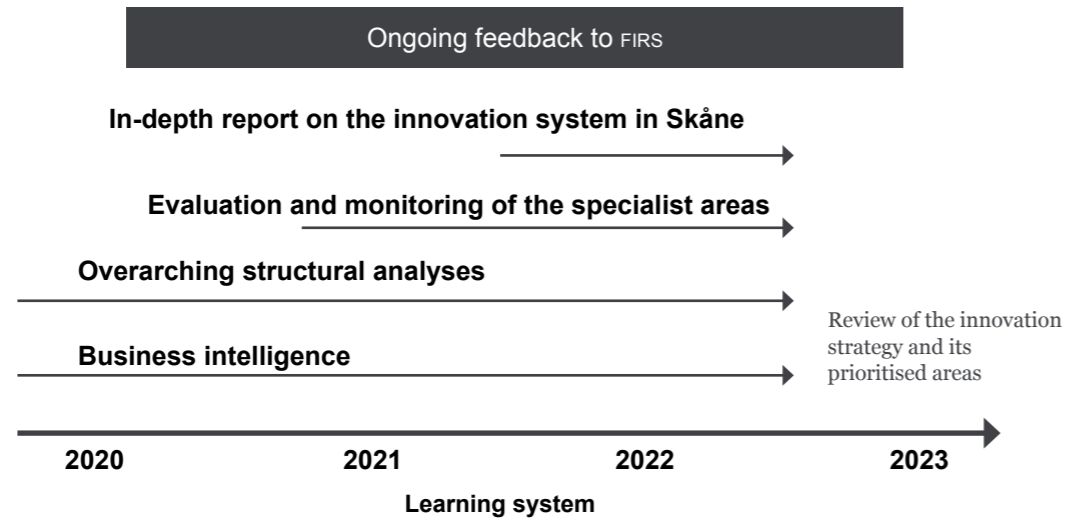 Ongoing feedback to FIRS
In-depth report on the innovation system in Skåne
Evaluation and monitoring of the specialist areas
Overarching structural analyses
Business intelligence
Review of the innovation
strategy and its
prioritised areas
2020 2021 2022 2023
Learning system